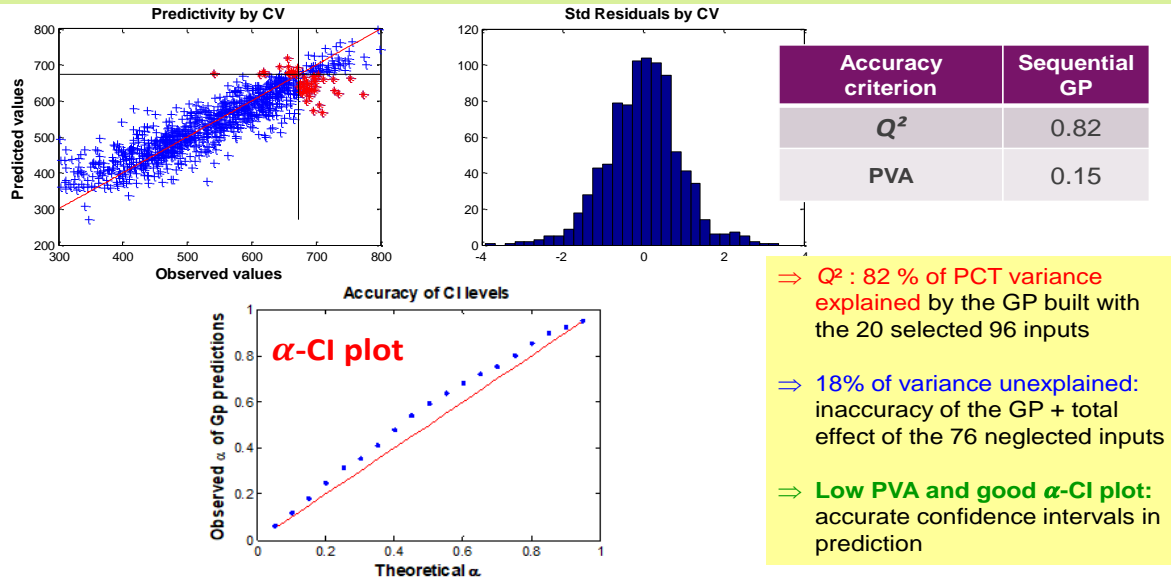 Predictivity by CV
800
700
600
500
400
300
200
300 400 500 600 700 800
Predicted values
Observed values
Std Residuals by CV
120
100
80
60
40
20
0
-4 -2 0 2 4
Accuracy criterion Sequential GP
Q² 0.82
PVA 0.15
Accuracy of CI levels
α-CI plot
1
0.8
0.6
0.4
0.2
0
0 0.2 0.4 0.6 0.8 1
Observed α of Gp predictions
Theoretical α
⇒ Q² : 82 % of PCT variance
explained by the GP built with
the 20 selected 96 inputs
⇒ 18% of variance unexplained:
inaccuracy of the GP + total
effect of the 76 neglected inputs
⇒ Low PVA and good α-CI plot:
accurate confidence intervals in
prediction